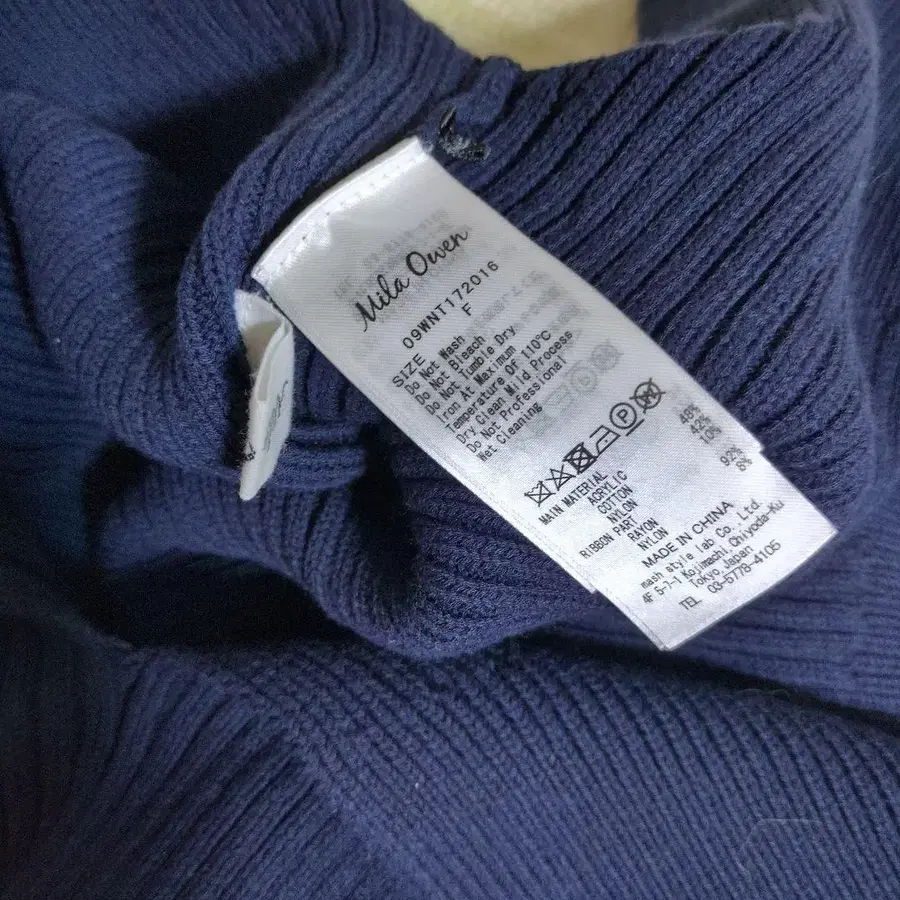 Mila Owen
09WNT172016
SIZE F
Do Not Wash
Do Not Bleach
Do Not Tumble Dry
Iron At Maximum
Temperature Of 110°C
Dry Clean Mild Process
Do Not Professional
Wet Cleaning
MAIN MATERIAL
ACRYLIC 48%
COTTON 42%
NYLON 10%
RIBBON PART
RAYON 92%
NYLON 8%
MADE IN CHINA
mash style lab Co., Ltd.
4F 5-7-1 Kojimachi, Chiyoda-Ku
Tokyo, Japan
TEL 03-5778-4105